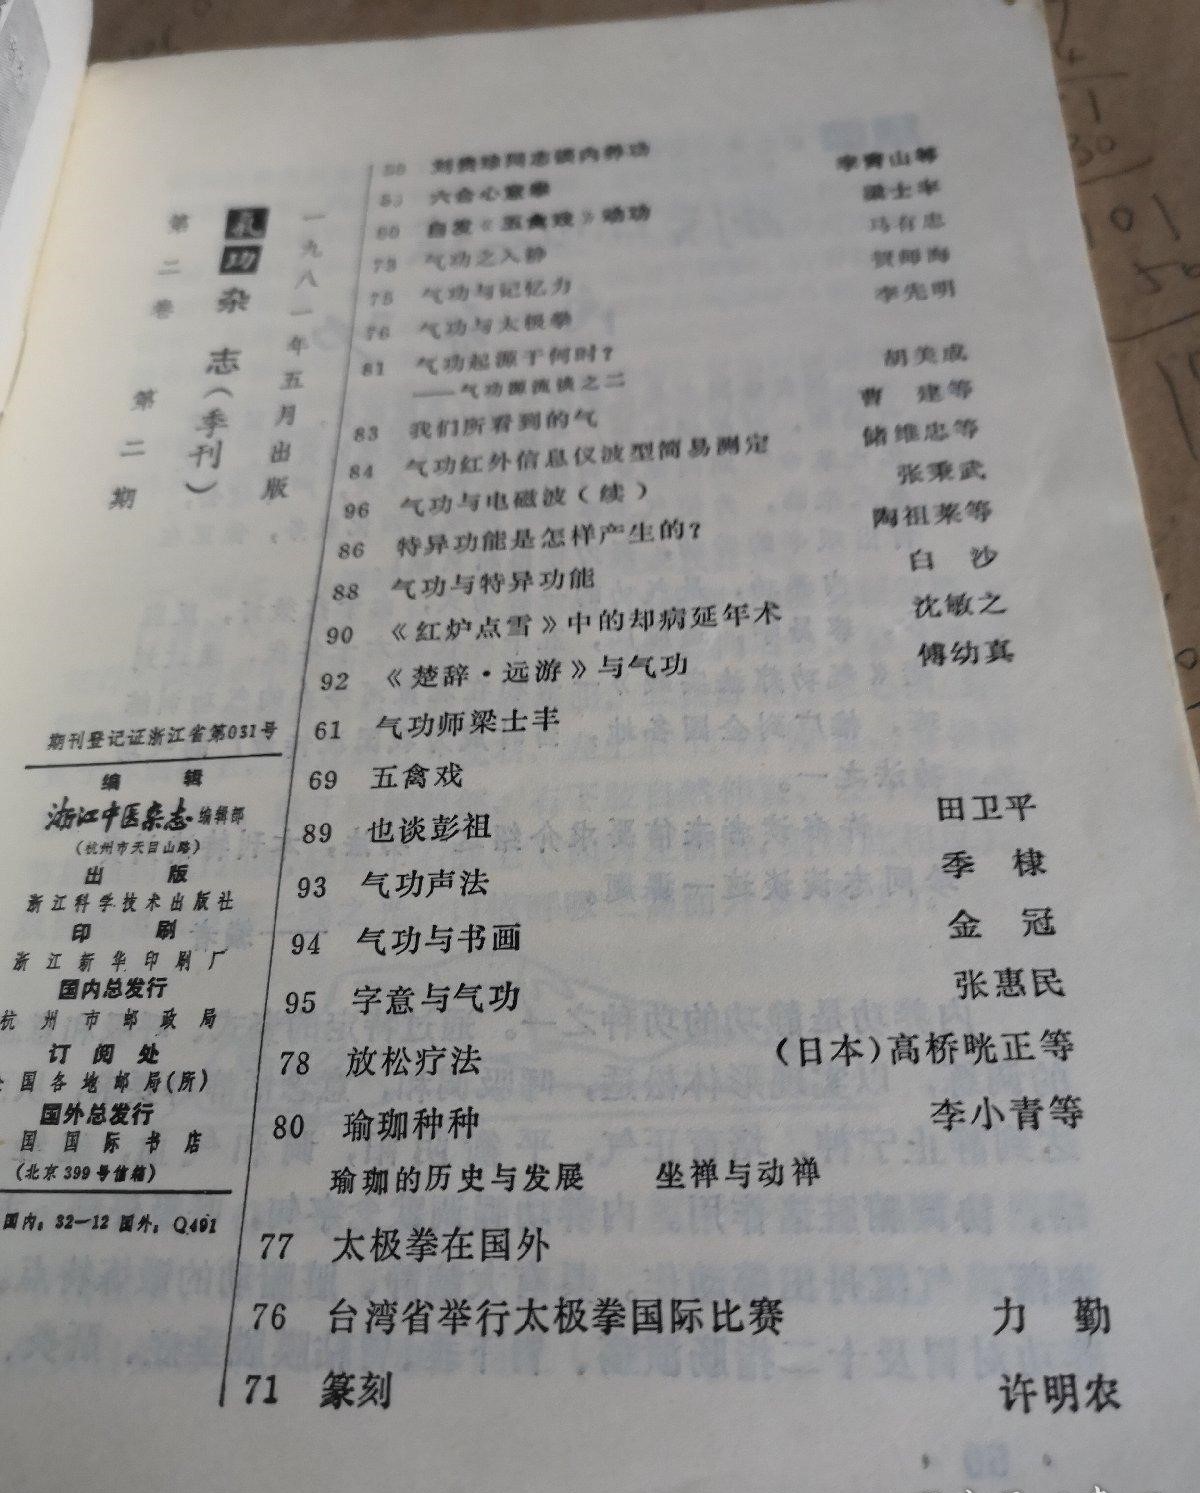 刘贵珍同志谈内养功 李青山等
六合心意拳 梁士丰
60 自发《五禽戏》动功 马有忠
73 气功之入静 贺师海
75 气功与记忆力 李先明
76 气功与太极拳
81 气功起源于何时?
——气功源流谈之二 胡美成
83 我们所看到的气 曹 建等
84 气功红外信息仪波型简易测定 储维忠等
96 气功与电磁波(续) 张秉武
86 特异功能是怎样产生的? 陶祖莱等
88 气功与特异功能 白 沙
90 《红炉点雪》中的却病延年术 沈敏之
92 《楚辞·远游》与气功 傅幼真
61 气功师梁士丰
69 五禽戏
89 也谈彭祖 田卫平
93 气功声法 季 棣
94 气功与书画 金 冠
95 字意与气功 张惠民
78 放松疗法 (日本)高桥晄正等
80 瑜珈种种 李小青等
瑜珈的历史与发展 坐禅与动禅
77 太极拳在国外
76 台湾省举行太极拳国际比赛 力 勤
71 篆刻 许明农
一九八一年五月出版
气功杂志(季刊)
第二卷 第二期
期刊登记证浙江省第031号
编 辑
浙江中医杂志编辑部
(杭州市天目山路)
出 版
浙江科学技术出版社
印 刷
浙江新华印刷厂
国内总发行
杭州市邮政局
订阅处
全国各地邮局(所)
国外总发行
国国际书店
(北京399号信箱)
国内:32—12 国外:Q491